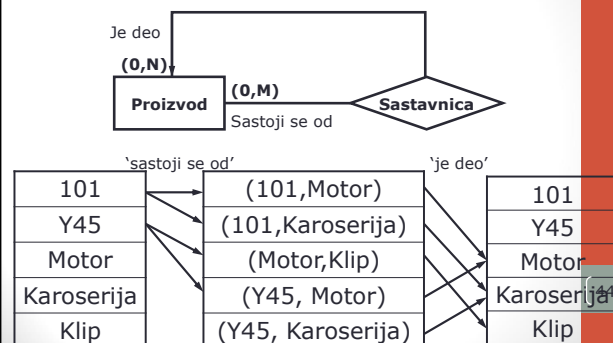 Je deo
(0,N)
Proizvod
(0,M)
Sastoji se od
Sastavnica
‘sastoji se od’
‘je deo’
101
Y45
Motor
Karoserija
Klip
(101,Motor)
(101,Karoserija)
(Motor,Klip)
(Y45, Motor)
(Y45, Karoserija)
101
Y45
Motor
Karoserija
Klip